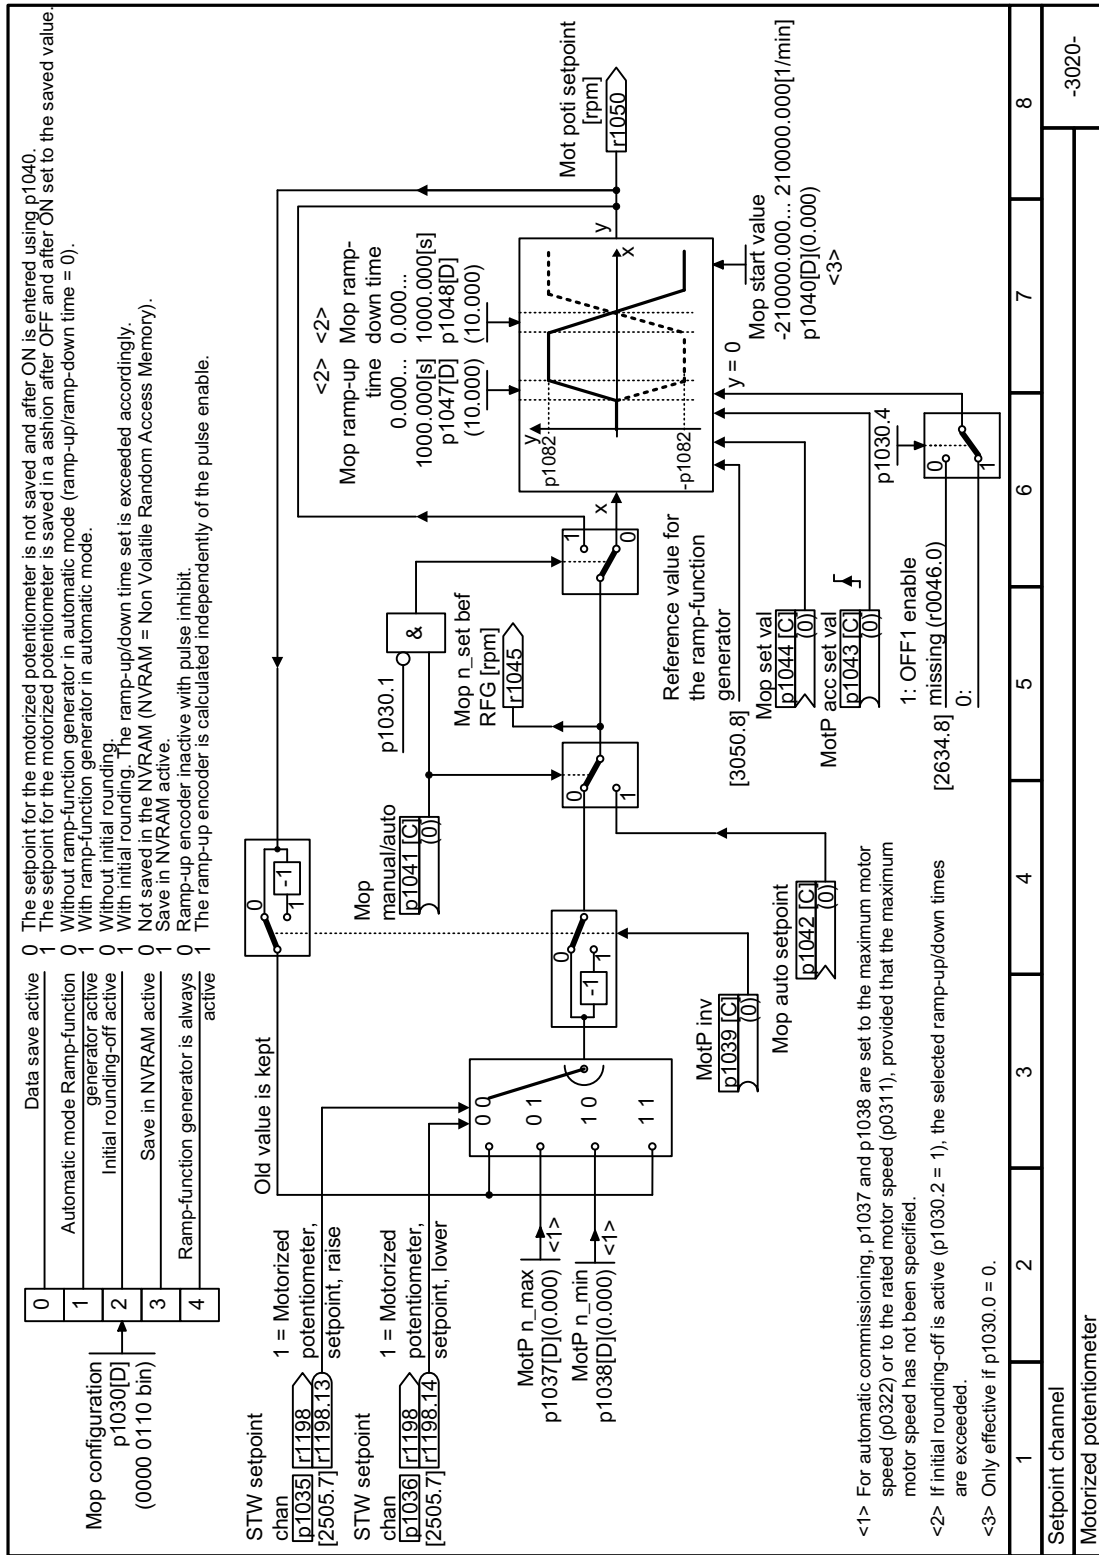 Mop configuration
p1030[D]
(0000 0110 bin)
0
1
2
3
4
Data save active
0 The setpoint for the motorized potentiometer is not saved and after ON is entered using p1040.
1 The setpoint for the motorized potentiometer is saved in a ashion after OFF and after ON set to the saved value.
Automatic mode Ramp-function
generator active
0 Without ramp-function generator in automatic mode (ramp-up/ramp-down time = 0).
1 With ramp-function generator in automatic mode.
Initial rounding-off active
0 Without initial rounding.
1 With initial rounding. The ramp-up/down time set is exceeded accordingly.
Save in NVRAM active
0 Not saved in the NVRAM (NVRAM = Non Volatile Random Access Memory).
1 Save in NVRAM active.
Ramp-function generator is always
active
0 Ramp-up encoder inactive with pulse inhibit.
1 The ramp-up encoder is calculated independently of the pulse enable.
STW setpoint
chan
p1035
r1198
r1198.13
[2505.7]
1 = Motorized
potentiometer,
setpoint, raise
STW setpoint
chan
p1036
r1198
r1198.14
[2505.7]
1 = Motorized
potentiometer,
setpoint, lower
MotP n_max
p1037[D](0.000)
<1>
MotP n_min
p1038[D](0.000)
<1>
Old value is kept
0 0
0 1
1 0
1 1
0
1
-1
0
1
-1
MotP inv
p1039 [C]
(0)
Mop
manual/auto
p1041 [C]
(0)
Mop auto setpoint
p1042 [C]
(0)
0
1
p1030.1
&
Mop n_set bef
RFG [rpm]
r1045
1
0
x
<2>
Mop ramp-up
time
0.000...
1000.000[s]
p1047[D]
(10.000)
<2>
Mop ramp-
down time
0.000...
1000.000[s]
p1048[D]
(10.000)
y
p1082
-p1082
x
y
Mot poti setpoint
[rpm]
r1050
Reference value for
the ramp-function
generator
[3050.8]
Mop set val
p1044 [C]
(0)
MotP acc set val
p1043 [C]
(0)
1: OFF1 enable
missing (r0046.0)
[2634.8]
0:
p1030.4
0
1
y = 0
Mop start value
-210000.000... 210000.000[1/min]
p1040[D](0.000)
<3>
<1> For automatic commissioning, p1037 and p1038 are set to the maximum motor
speed (p0322) or to the rated motor speed (p0311), provided that the maximum
motor speed has not been specified.
<2> If initial rounding-off is active (p1030.2 = 1), the selected ramp-up/down times
are exceeded.
<3> Only effective if p1030.0 = 0.
1
2
3
4
5
6
7
8
Setpoint channel
Motorized potentiometer
-3020-